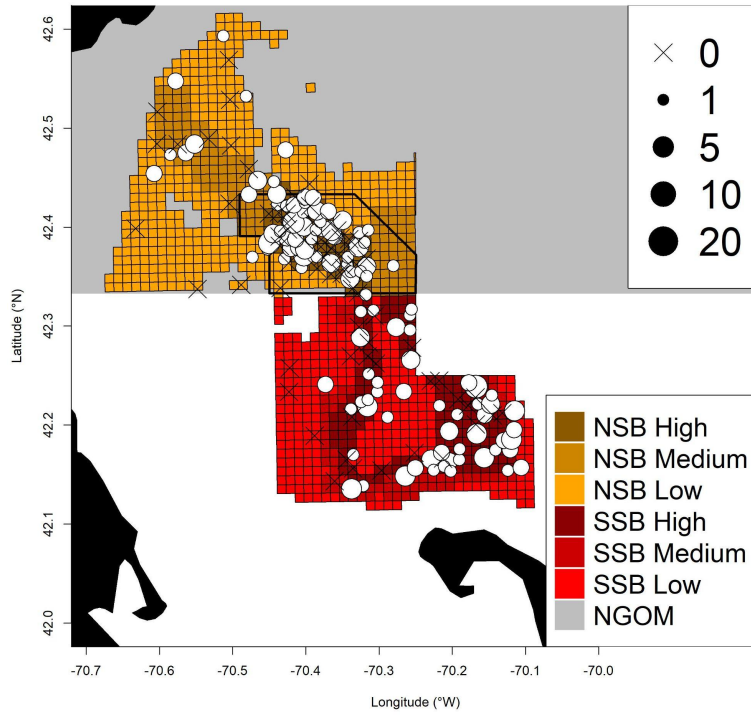 42.6
42.5
42.4
42.3
42.2
42.1
42.0
Latitude (°N)
0
1
5
10
20
NSB High
NSB Medium
NSB Low
SSB High
SSB Medium
SSB Low
NGOM
-70.7 -70.6 -70.5 -70.4 -70.3 -70.2 -70.1 -70.0
Longitude (°W)